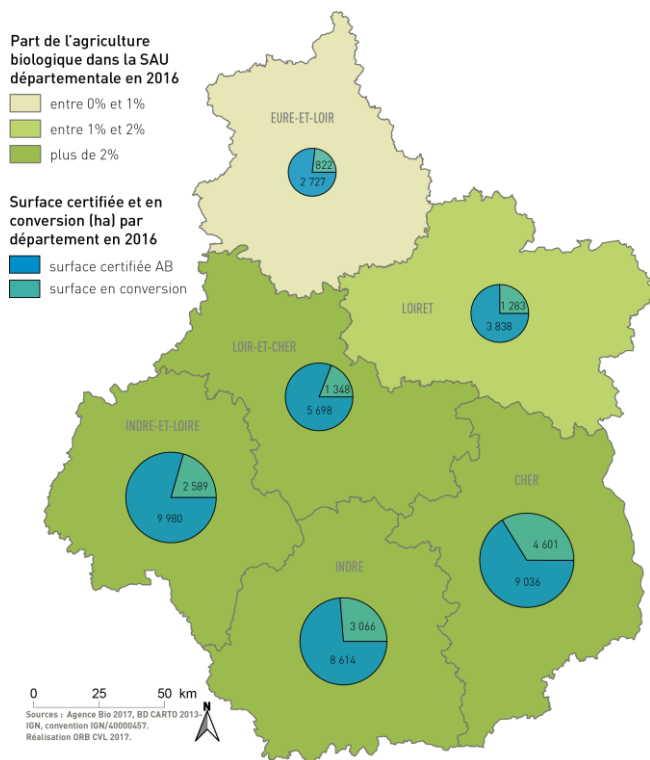 Part de l'agriculture
biologique dans la SAU
départementale en 2016
entre 0% et 1%
entre 1% et 2%
plus de 2%
Surface certifiée et en
conversion (ha) par
département en 2016
surface certifiée AB
surface en conversion
EURE-ET-LOIR
822
2 727
LOIRET
1 283
3 838
LOIR-ET-CHER
1 348
5 698
INDRE-ET-LOIRE
2 589
9 980
CHER
4 601
9 036
INDRE
3 066
8 614
0 25 50 km
N
Sources : Agence Bio 2017, BD CARTO 2013-
IGN, convention IGN/40000457.
Réalisation ORB CVL 2017.